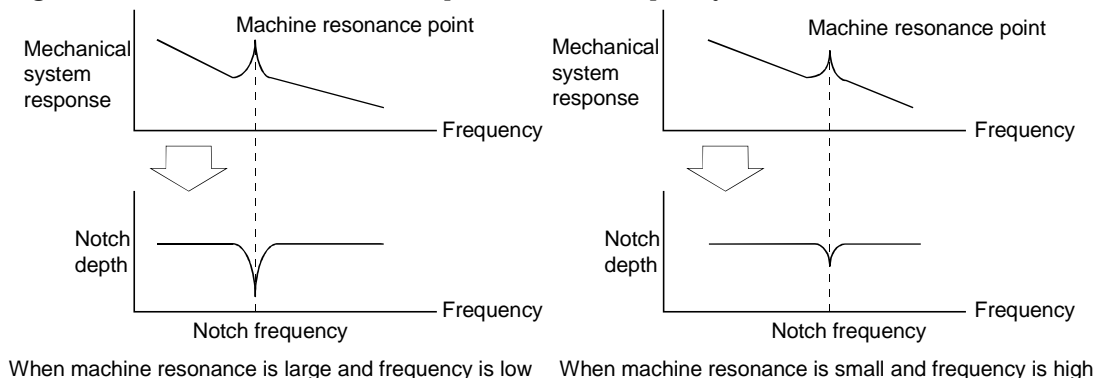 Machine resonance point
Mechanical
system
response
Frequency
Notch
depth
Frequency
Notch frequency
When machine resonance is large and frequency is low
Machine resonance point
Mechanical
system
response
Frequency
Notch
depth
Frequency
Notch frequency
When machine resonance is small and frequency is high